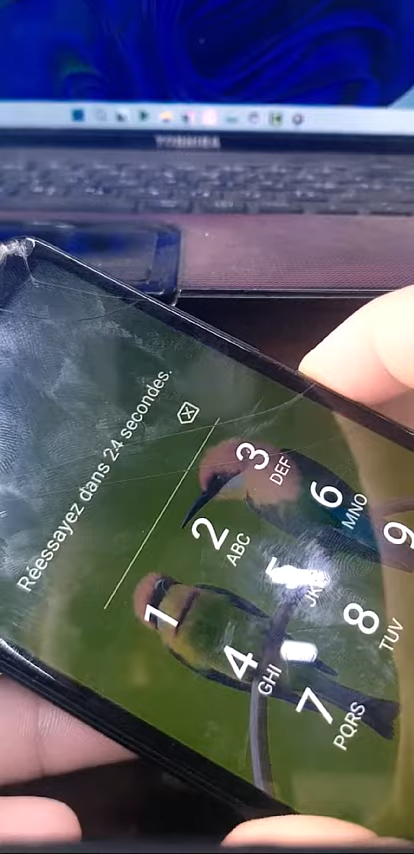 TOSHIBA
Réessayez dans 24 secondes.
1
2 ABC
3 DEF
4 GHI
5 JK
6 MNO
7 PQRS
8 TUV
9